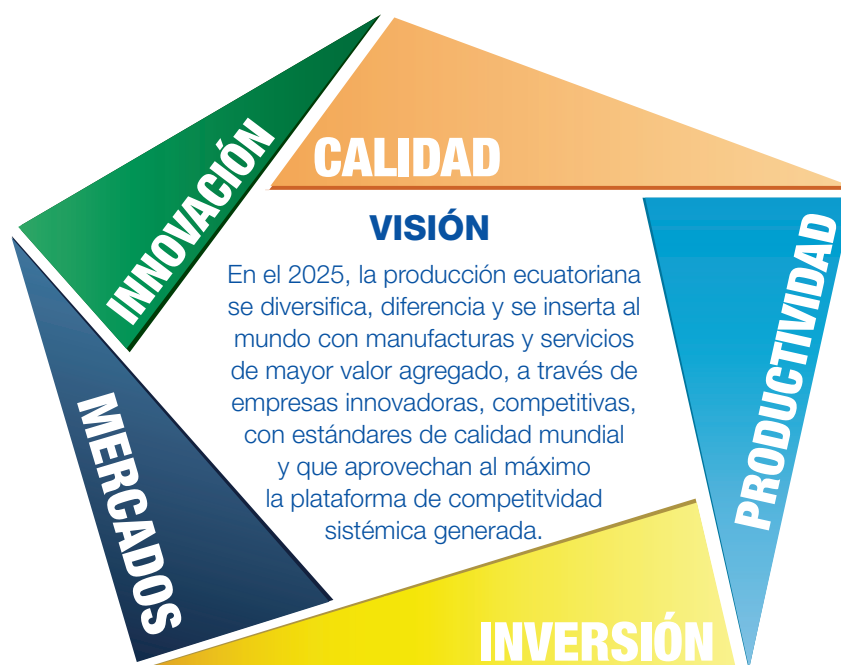 INNOVACIÓN
CALIDAD
PRODUCTIVIDAD
VISIÓN
En el 2025, la producción ecuatoriana
se diversifica, diferencia y se inserta al
mundo con manufacturas y servicios
de mayor valor agregado, a través de
empresas innovadoras, competitivas,
con estándares de calidad mundial
y que aprovechan al máximo
la plataforma de competitvidad
sistémica generada.
MERCADOS
INVERSIÓN